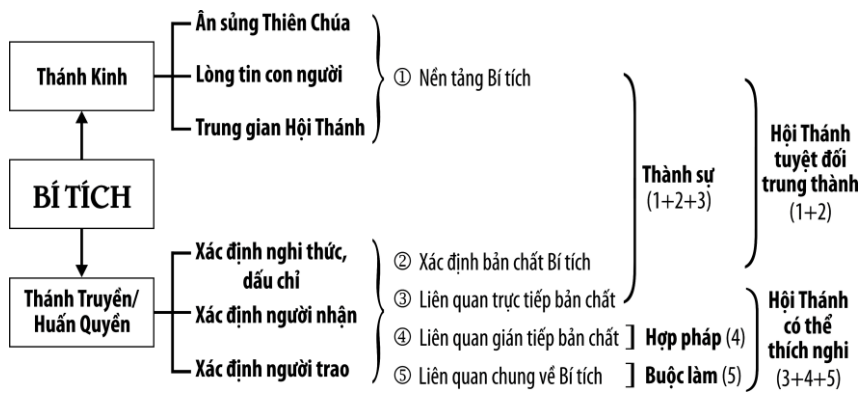 Ân sủng Thiên Chúa
Thánh Kinh
Lòng tin con người
① Nền tảng Bí tích
Trung gian Hội Thánh
BÍ TÍCH
Thánh Truyền/
Huấn Quyền
Xác định nghi thức,
dấu chỉ
Xác định người nhận
Xác định người trao
② Xác định bản chất Bí tích
③ Liên quan trực tiếp bản chất
④ Liên quan gián tiếp bản chất
⑤ Liên quan chung về Bí tích
Thành sự
(1+2+3)
Hợp pháp (4)
Buộc làm (5)
Hội Thánh
tuyệt đối
trung thành
(1+2)
Hội Thánh
có thể
thích nghi
(3+4+5)